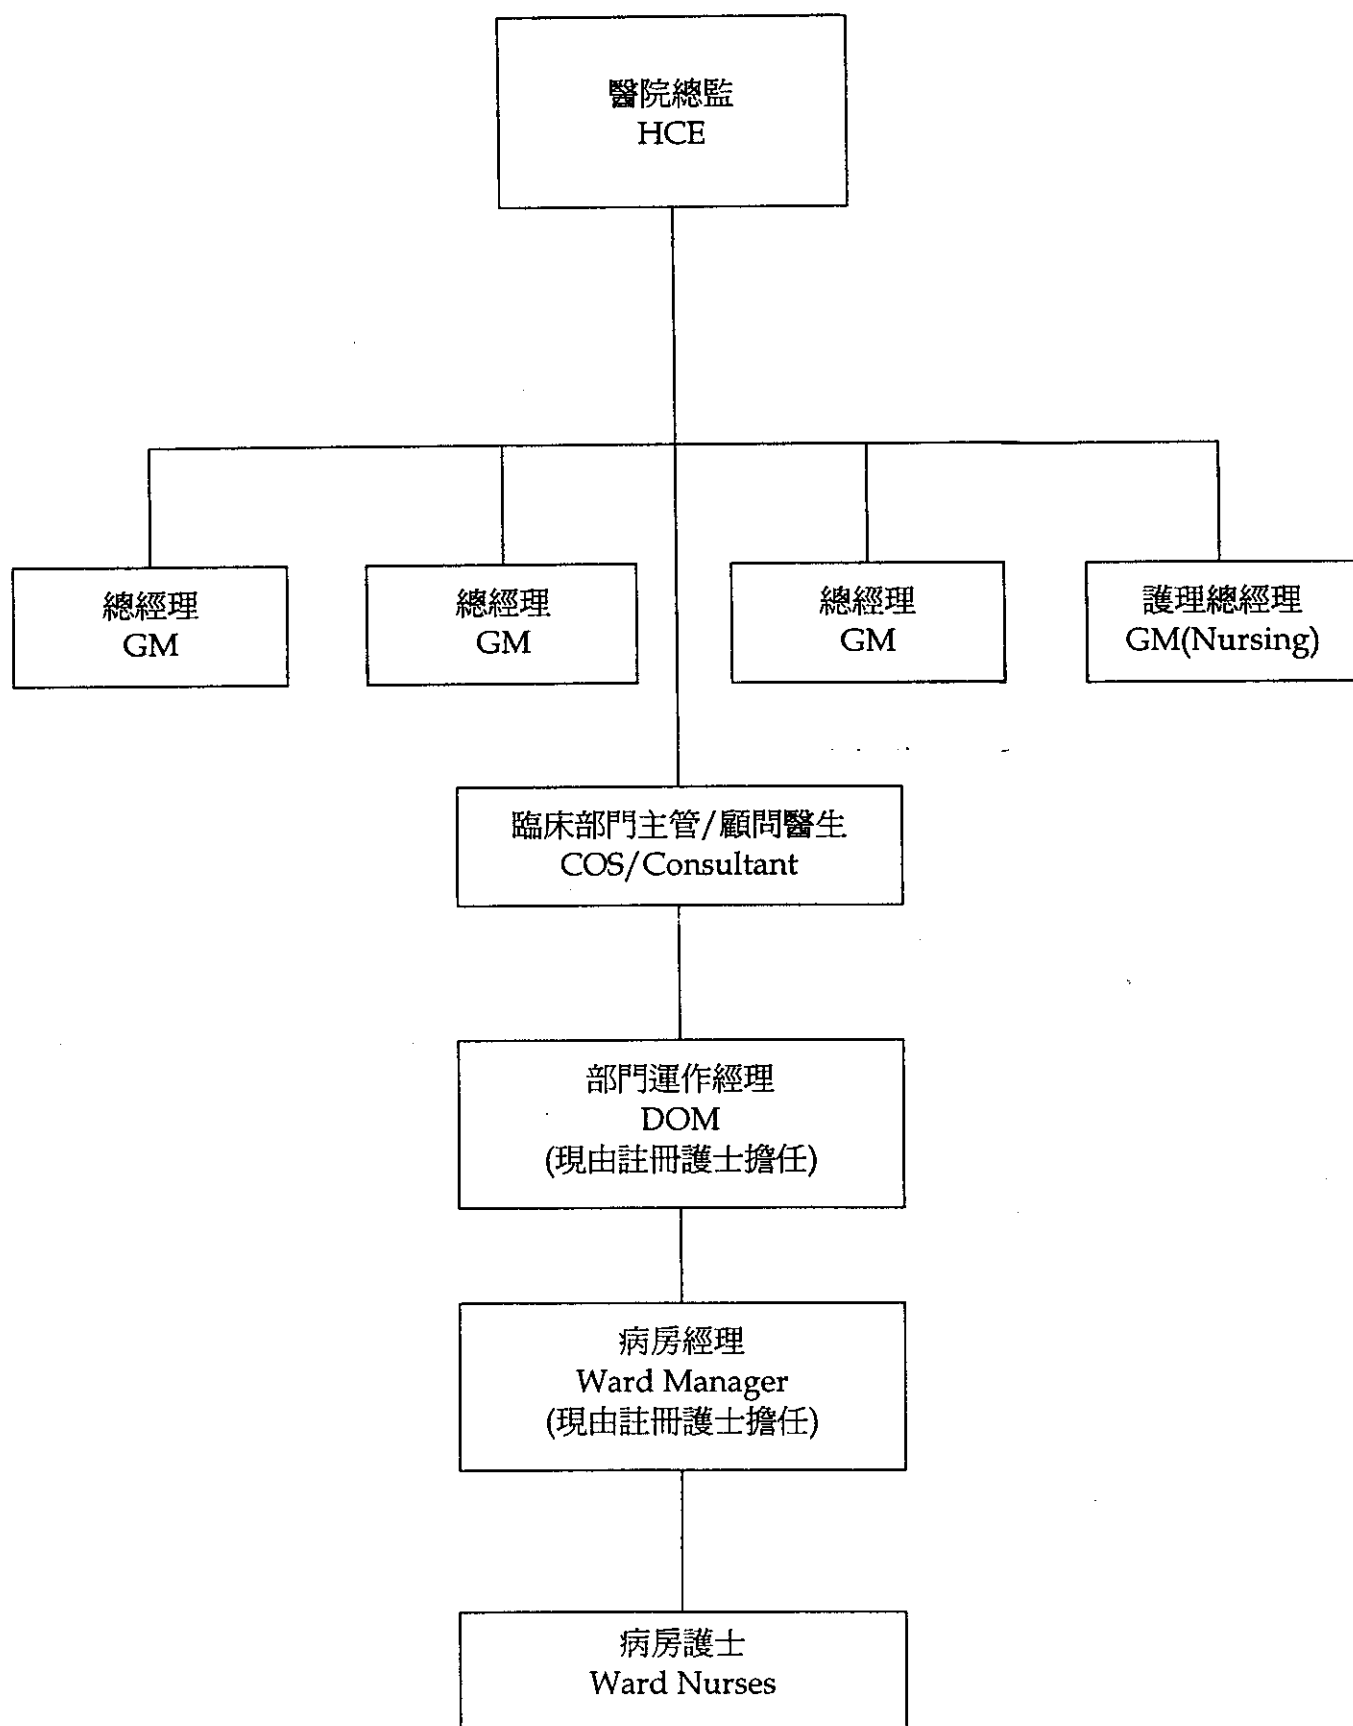 醫院總監
HCE
總經理
GM
總經理
GM
總經理
GM
護理總經理
GM(Nursing)
臨床部門主管/顧問醫生
COS/Consultant
部門運作經理
DOM
(現由註冊護士擔任)
病房經理
Ward Manager
(現由註冊護士擔任)
病房護士
Ward Nurses